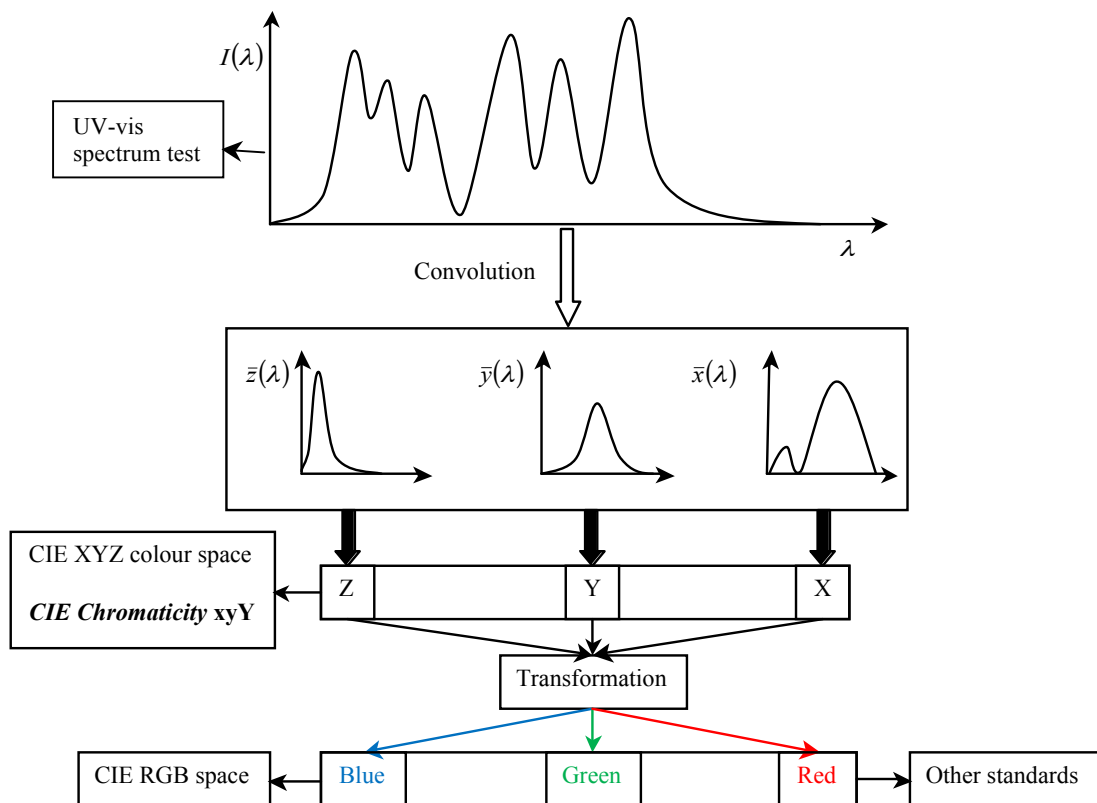 I(λ)
UV-vis
spectrum test
λ
Convolution
z̄(λ)
ȳ(λ)
x̄(λ)
CIE XYZ colour space
CIE Chromaticity xyY
Z
Y
X
Transformation
CIE RGB space
Blue
Green
Red
Other standards